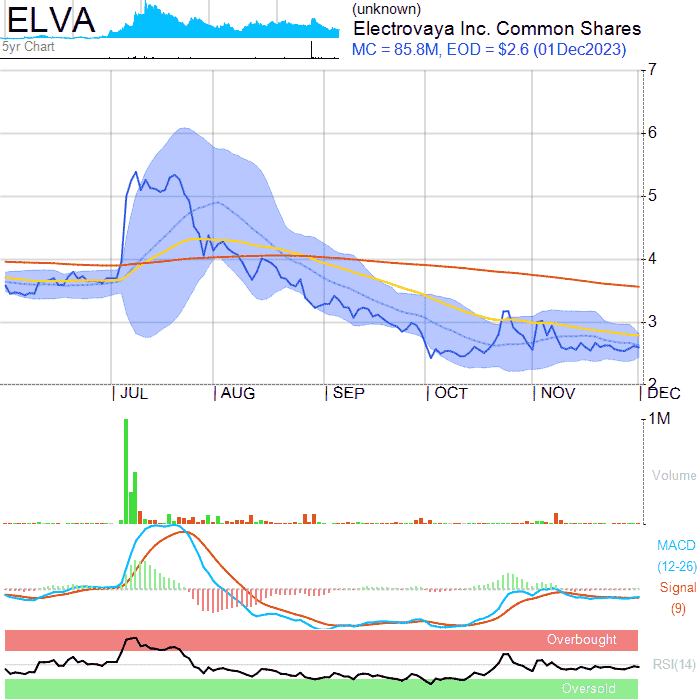 ELVA
5yr Chart
(unknown)
Electrovaya Inc. Common Shares
MC = 85.8M, EOD = $2.6 (01Dec2023)
7
6
5
4
3
2
JUL AUG SEP OCT NOV DEC
1M
Volume
MACD
(12-26)
Signal
(9)
Overbought
RSI(14)
Oversold